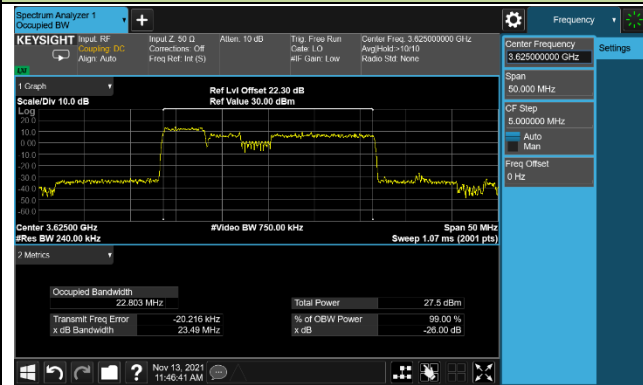 Spectrum Analyzer 1
Occupied BW
Frequency
KEYSIGHT
Input: RF
Coupling: DC
Align: Auto
Input Z: 50 Ω
Corrections: Off
Freq Ref: Int (S)
Atten: 10 dB
Trig: Free Run
Gate: LO
#IF Gain: Low
Center Freq: 3.625000000 GHz
Avg|Hold:>10/10
Radio Std: None
Center Frequency
3.625000000 GHz
Settings
Span
50.000 MHz
CF Step
5.000000 MHz
Auto
Man
Freq Offset
0 Hz
1 Graph
Scale/Div 10.0 dB
Ref Lvl Offset 22.30 dB
Ref Value 30.00 dBm
Log
20.0
10.0
0.00
-10.0
-20.0
-30.0
-40.0
-50.0
-60.0
Center 3.62500 GHz
#Video BW 750.00 kHz
Span 50 MHz
#Res BW 240.00 kHz
Sweep 1.07 ms (2001 pts)
2 Metrics
Occupied Bandwidth
22.803 MHz
Total Power 27.5 dBm
Transmit Freq Error -20.216 kHz
% of OBW Power 99.00 %
x dB Bandwidth 23.49 MHz
x dB -26.00 dB
Nov 13, 2021
11:46:41 AM